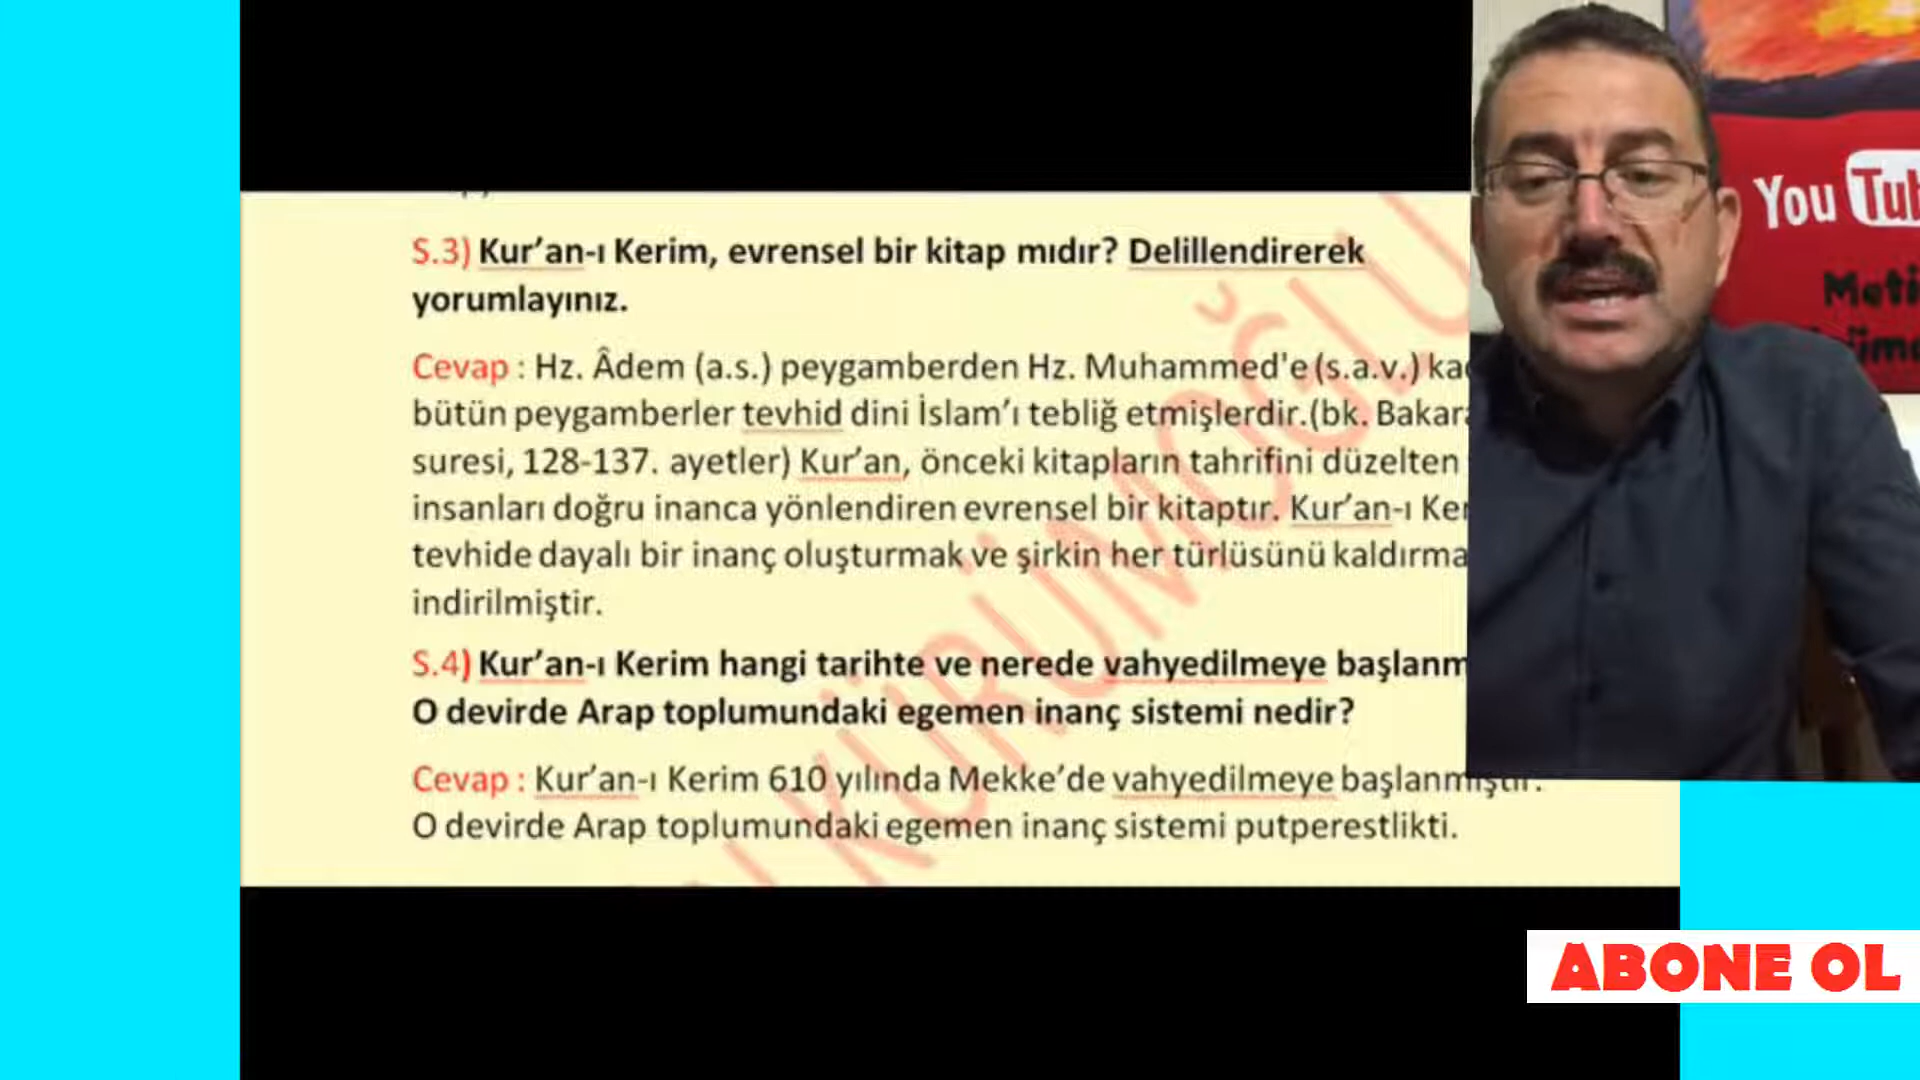 S.3) Kur’an-ı Kerim, evrensel bir kitap mıdır? Delillendirerek
yorumlayınız.
Cevap : Hz. Âdem (a.s.) peygamberden Hz. Muhammed'e (s.a.v.)
bütün peygamberler tevhid dini İslam’ı tebliğ etmişlerdir.(bk.
suresi, 128-137. ayetler) Kur’an, önceki kitapların tahrifini düzelten
insanları doğru inanca yönlendiren evrensel bir kitaptır. Kur’an-ı
tevhide dayalı bir inanç oluşturmak ve şirkin her türlüsünü
indirilmiştir.
S.4) Kur’an-ı Kerim hangi tarihte ve nerede vahyedilmeye
O devirde Arap toplumundaki egemen inanç sistemi nedir?
Cevap : Kur’an-ı Kerim 610 yılında Mekke’de vahyedilmeye başlanmıştır.
O devirde Arap toplumundaki egemen inanç sistemi putperestlikti.
KÜRÜMOĞLU
You Tub
Meti
ABONE OL